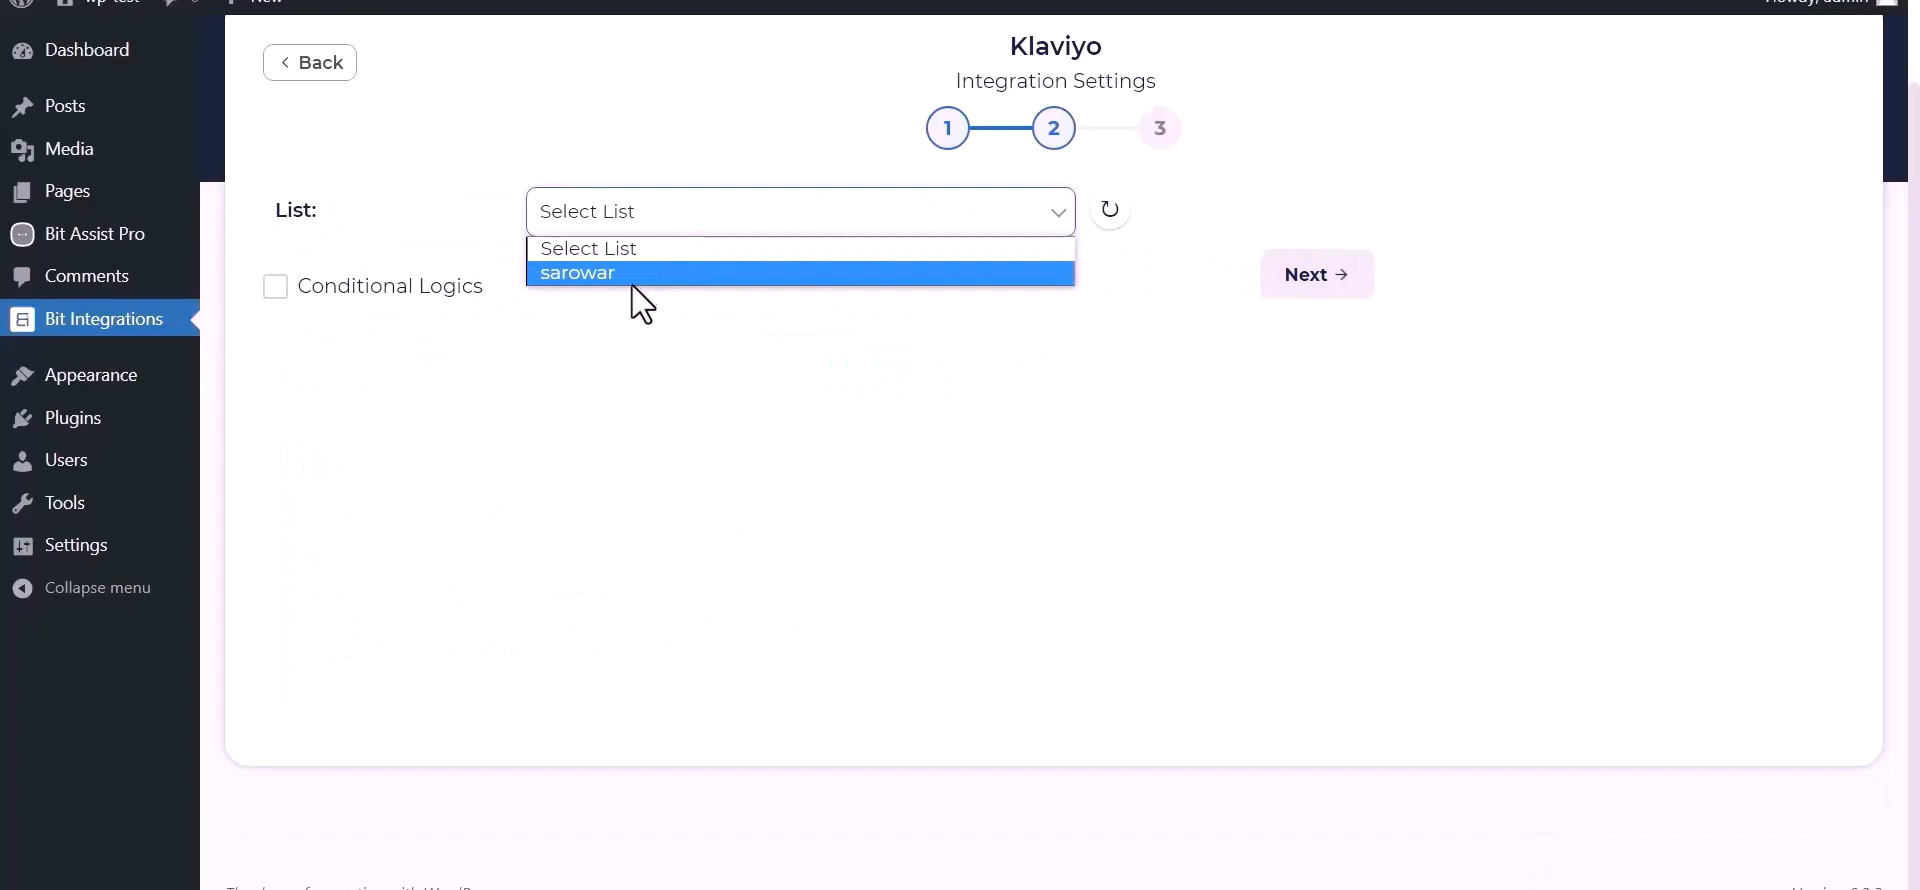 Dashboard
Posts
Media
Pages
Bit Assist Pro
Comments
Bit Integrations
Appearance
Plugins
Users
Tools
Settings
Collapse menu
Back
Klaviyo
Integration Settings
1
2
3
List:
Select List
Select List
sarowar
Conditional Logics
Next